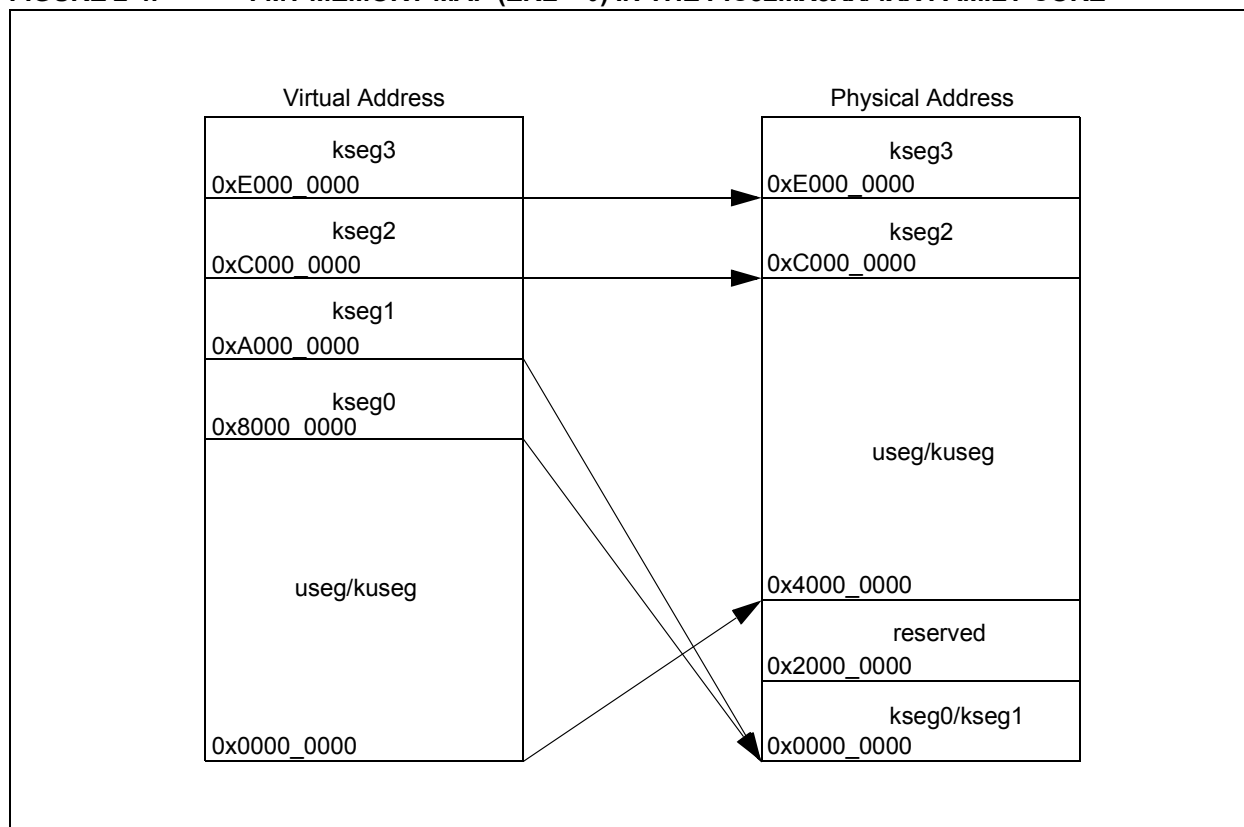 Virtual Address
kseg3
0xE000_0000
kseg2
0xC000_0000
kseg1
0xA000_0000
kseg0
0x8000_0000
useg/kuseg
0x0000_0000
Physical Address
kseg3
0xE000_0000
kseg2
0xC000_0000
useg/kuseg
0x4000_0000
reserved
0x2000_0000
kseg0/kseg1
0x0000_0000